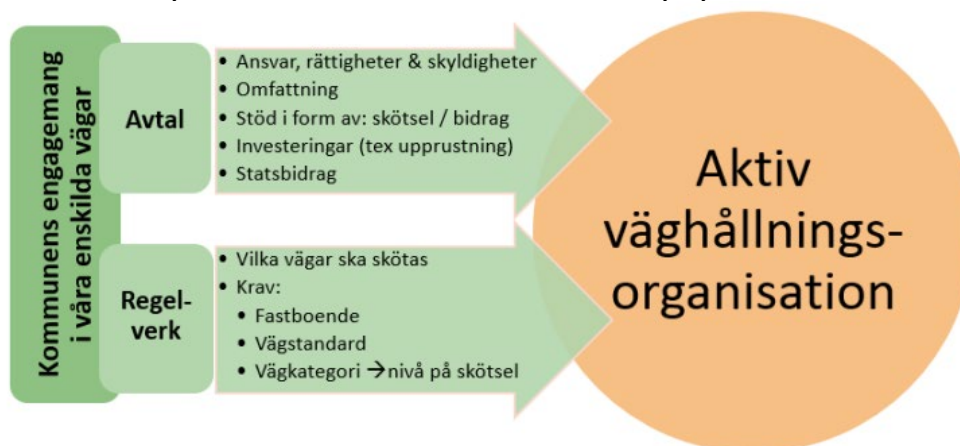 Kommunens engagemang
i våra enskilda vägar
Avtal
• Ansvar, rättigheter & skyldigheter
• Omfattning
• Stöd i form av: skötsel / bidrag
• Investeringar (tex upprustning)
• Statsbidrag
Regel-
verk
• Vilka vägar ska skötas
• Krav:
• Fastboende
• Vägstandard
• Vägkategori →nivå på skötsel
Aktiv
väghållnings-
organisation